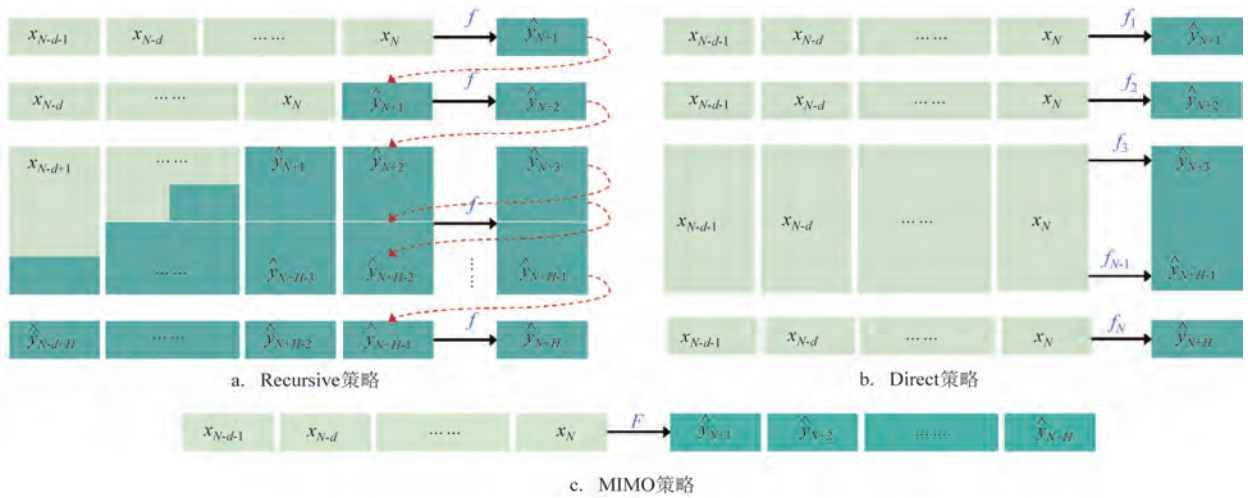 x_{N-d-1} x_{N-d} …… x_N f ŷ_{N+1}
x_{N-d} …… x_N ŷ_{N+1} f ŷ_{N+2}
x_{N-d+1} …… ŷ_{N+1} ŷ_{N+2} f ŷ_{N+3}
…… ŷ_{N+H-3} ŷ_{N+H-2} …… ŷ_{N+H-1}
ŷ_{N-d+H} …… ŷ_{N+H-2} ŷ_{N+H-1} f ŷ_{N+H}
a. Recursive策略
x_{N-d-1} x_{N-d} …… x_N f_1 ŷ_{N+1}
x_{N-d-1} x_{N-d} …… x_N f_2 ŷ_{N+2}
f_3 ŷ_{N+3}
x_{N-d-1} x_{N-d} …… x_N
f_{N-1} ŷ_{N+H-1}
x_{N-d-1} x_{N-d} …… x_N f_N ŷ_{N+H}
b. Direct策略
x_{N-d-1} x_{N-d} …… x_N F ŷ_{N+1} ŷ_{N+2} …… ŷ_{N+H}
c. MIMO策略